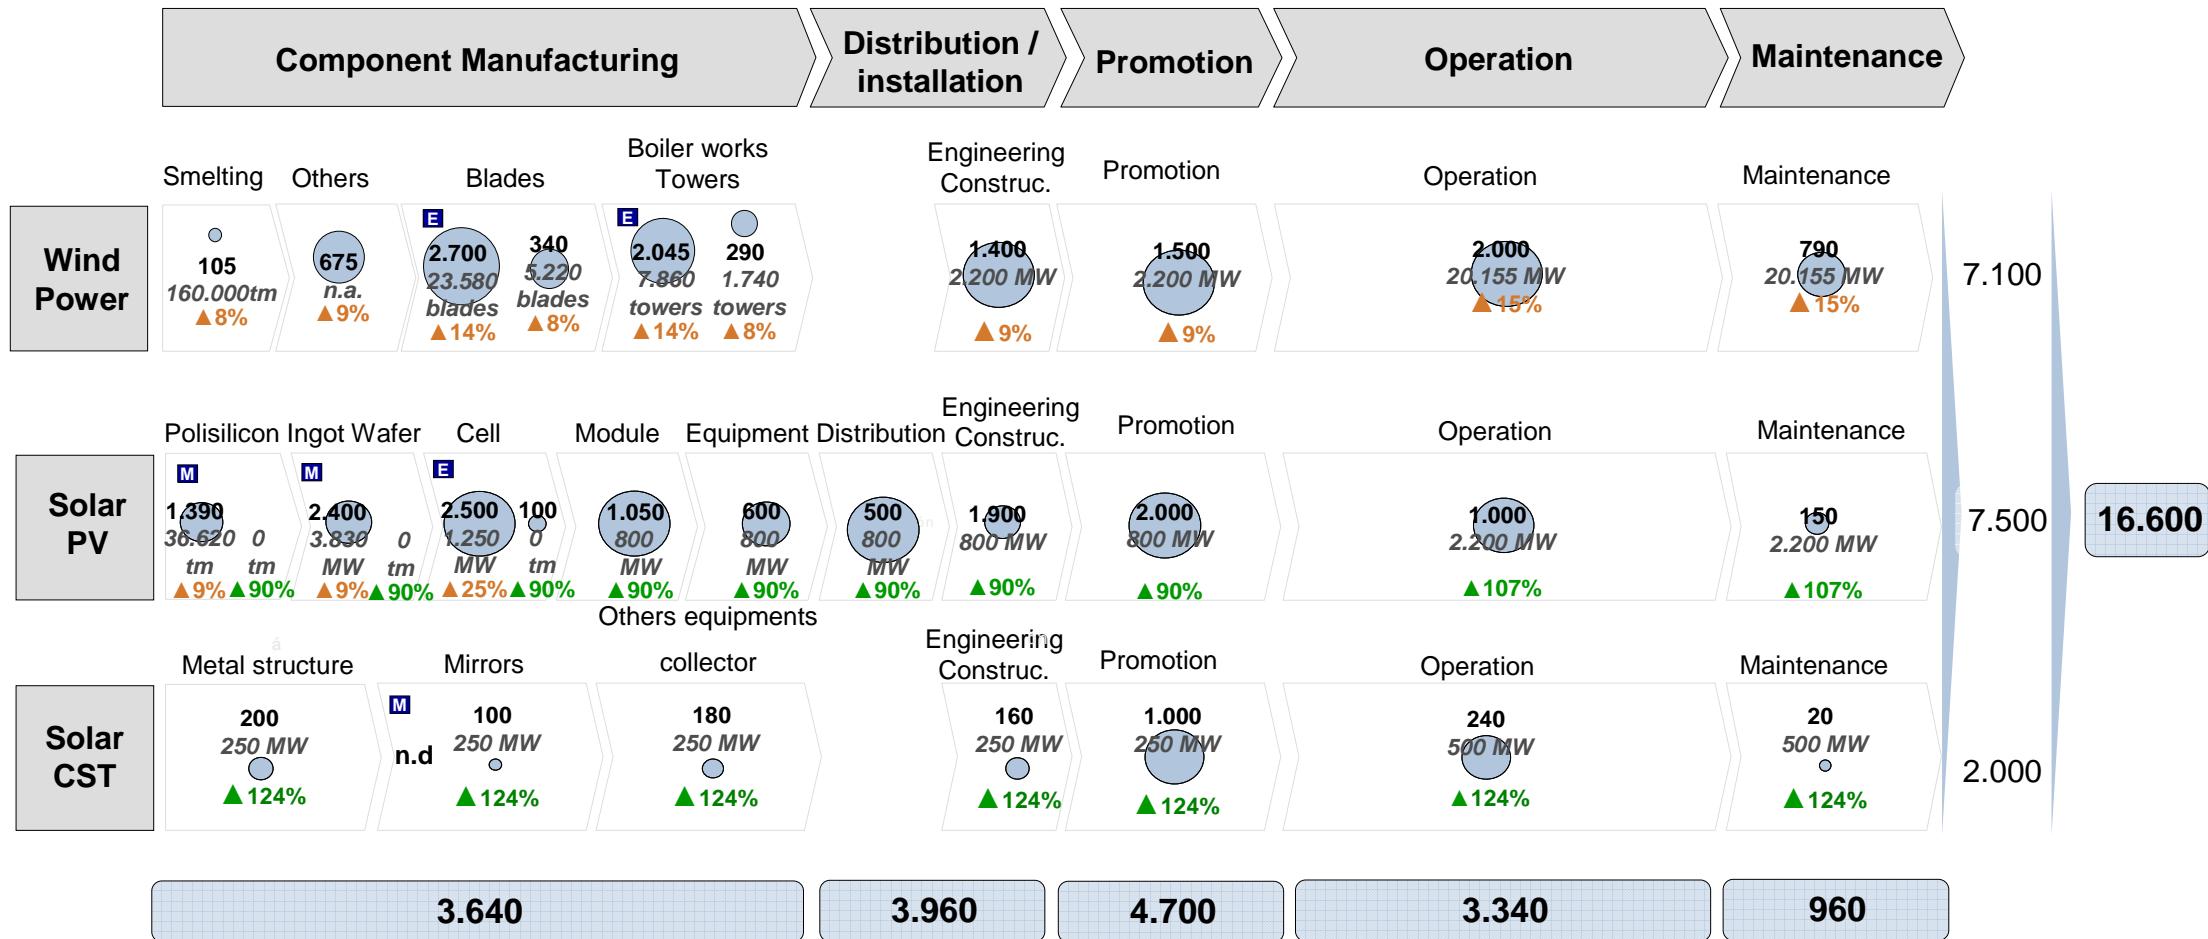 Component Manufacturing
Distribution /
installation
Promotion
Operation
Maintenance
Wind
Power
Smelting
105
160.000tm
▲8%
Others
675
n.a.
▲9%
Blades
E
2.700
23.580
blades
▲14%
340
5.220
blades
▲8%
Boiler works
Towers
E
2.045
7.860
towers
▲14%
290
1.740
towers
▲8%
Engineering
Construc.
1.400
2.200 MW
▲9%
Promotion
1.500
2.200 MW
▲9%
Operation
2.000
20.155 MW
▲15%
Maintenance
790
20.155 MW
▲15%
7.100
Solar
PV
Polisilicon
M
1.390
36.620
tm
▲9%
0
tm
▲90%
Ingot Wafer
M
2.400
3.830
MW
▲9%
0
tm
▲90%
Cell
E
2.500
1.250
MW
▲25%
100
0
tm
▲90%
Module
1.050
800
MW
▲90%
Equipment
600
800
MW
▲90%
Distribution
500
800
MW
▲90%
Engineering
Construc.
1.900
800 MW
▲90%
Promotion
2.000
800 MW
▲90%
Operation
1.000
2.200 MW
▲107%
Maintenance
150
2.200 MW
▲107%
7.500
16.600
Solar
CST
Metal structure
200
250 MW
▲124%
Mirrors
M
n.d
100
250 MW
▲124%
Others equipments
collector
180
250 MW
▲124%
Engineering
Construc.
160
250 MW
▲124%
Promotion
1.000
250 MW
▲124%
Operation
240
500 MW
▲124%
Maintenance
20
500 MW
▲124%
2.000
3.640
3.960
4.700
3.340
960